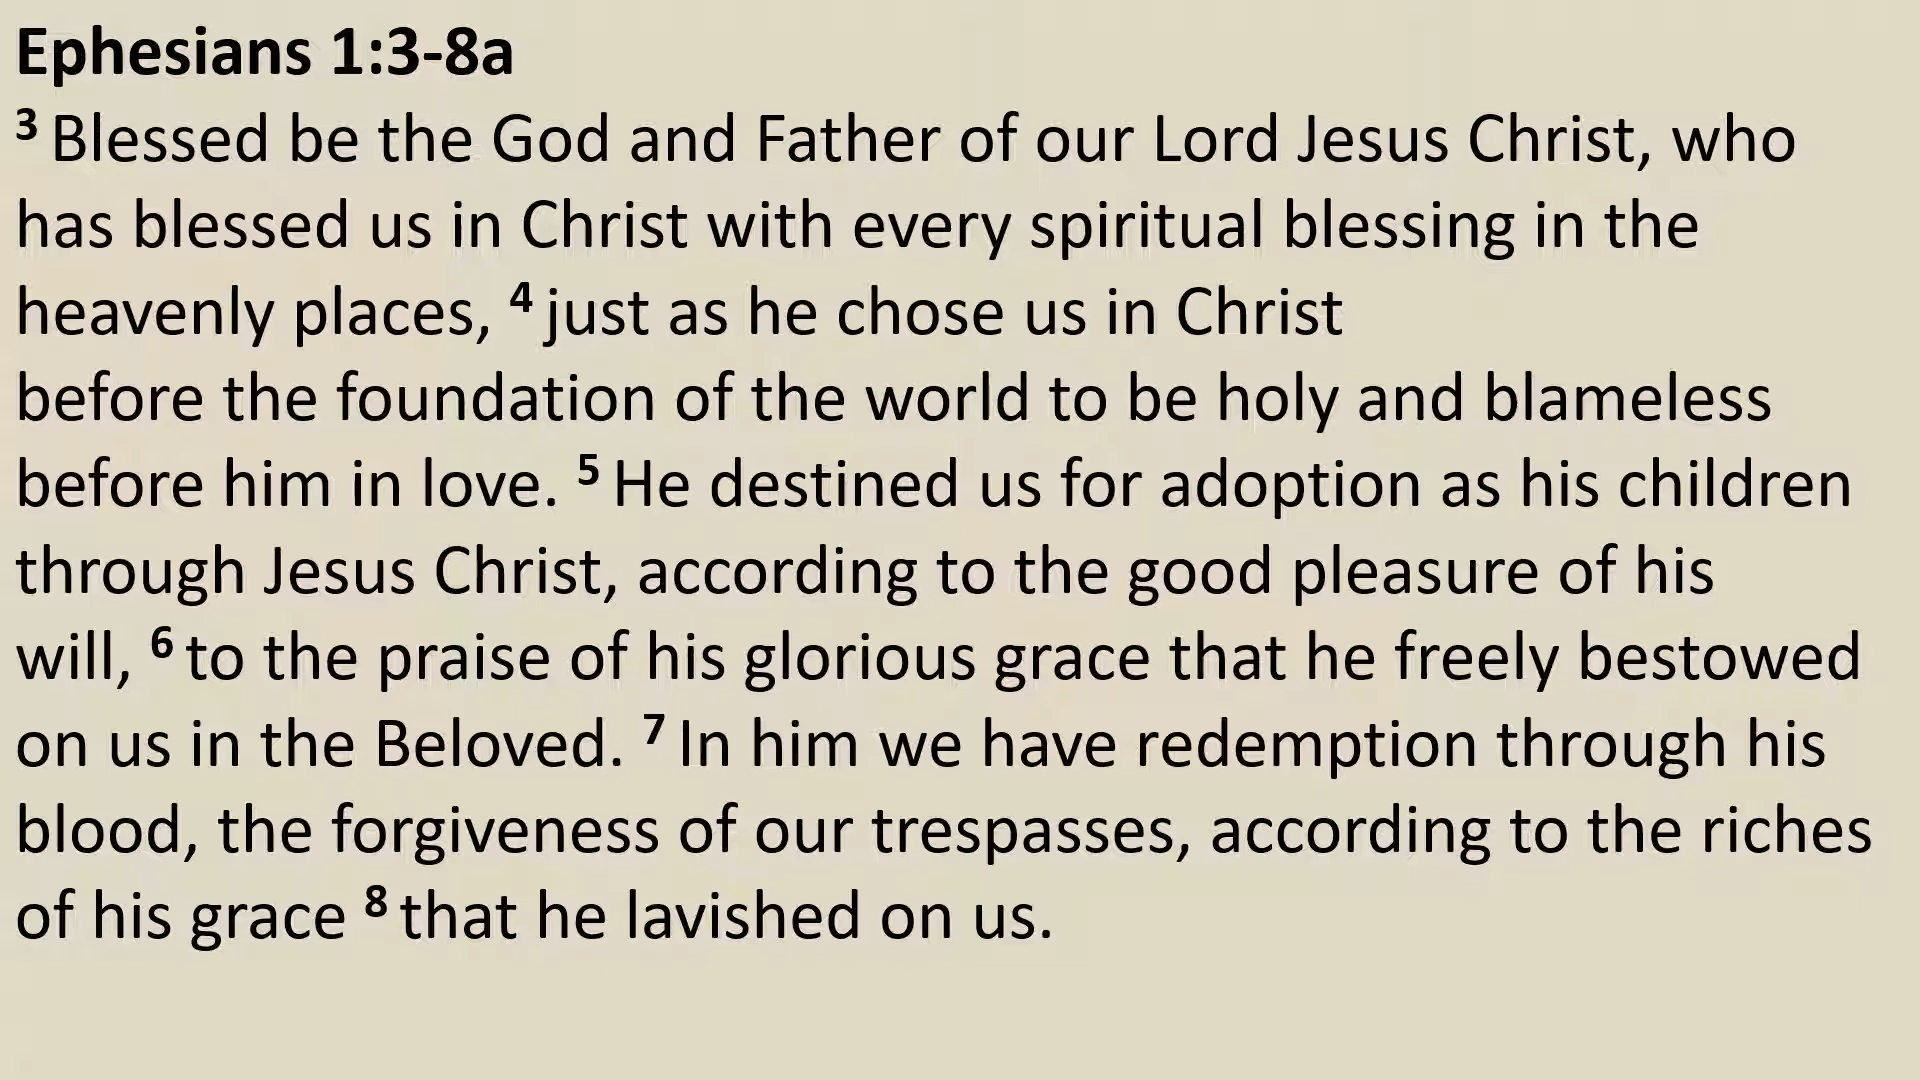 Ephesians 1:3-8a
3 Blessed be the God and Father of our Lord Jesus Christ, who
has blessed us in Christ with every spiritual blessing in the
heavenly places, 4 just as he chose us in Christ
before the foundation of the world to be holy and blameless
before him in love. 5 He destined us for adoption as his children
through Jesus Christ, according to the good pleasure of his
will, 6 to the praise of his glorious grace that he freely bestowed
on us in the Beloved. 7 In him we have redemption through his
blood, the forgiveness of our trespasses, according to the riches
of his grace 8 that he lavished on us.